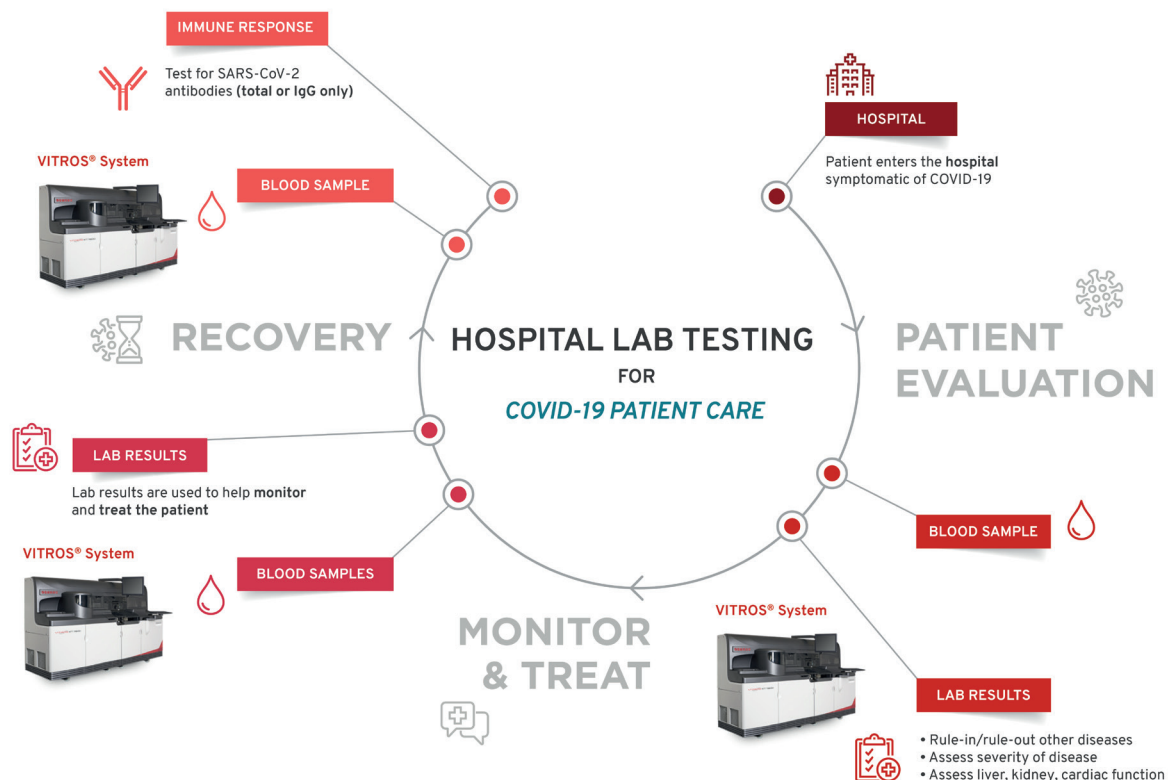 IMMUNE RESPONSE
Test for SARS-CoV-2
antibodies (total or IgG only)
VITROS® System
BLOOD SAMPLE
HOSPITAL
Patient enters the hospital
symptomatic of COVID-19
RECOVERY
HOSPITAL LAB TESTING
FOR
COVID-19 PATIENT CARE
PATIENT
EVALUATION
LAB RESULTS
Lab results are used to help monitor
and treat the patient
VITROS® System
BLOOD SAMPLES
BLOOD SAMPLE
MONITOR
& TREAT
VITROS® System
LAB RESULTS
• Rule-in/rule-out other diseases
• Assess severity of disease
• Assess liver, kidney, cardiac function